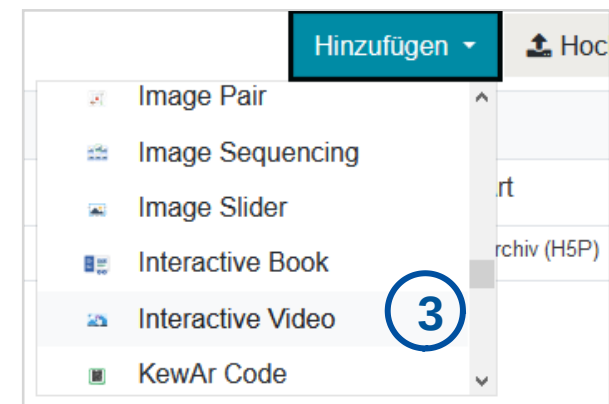 Hinzufügen Hoc
Image Pair
Image Sequencing
Image Slider
rt
Interactive Book
rchiv (H5P)
Interactive Video 3
KewAr Code